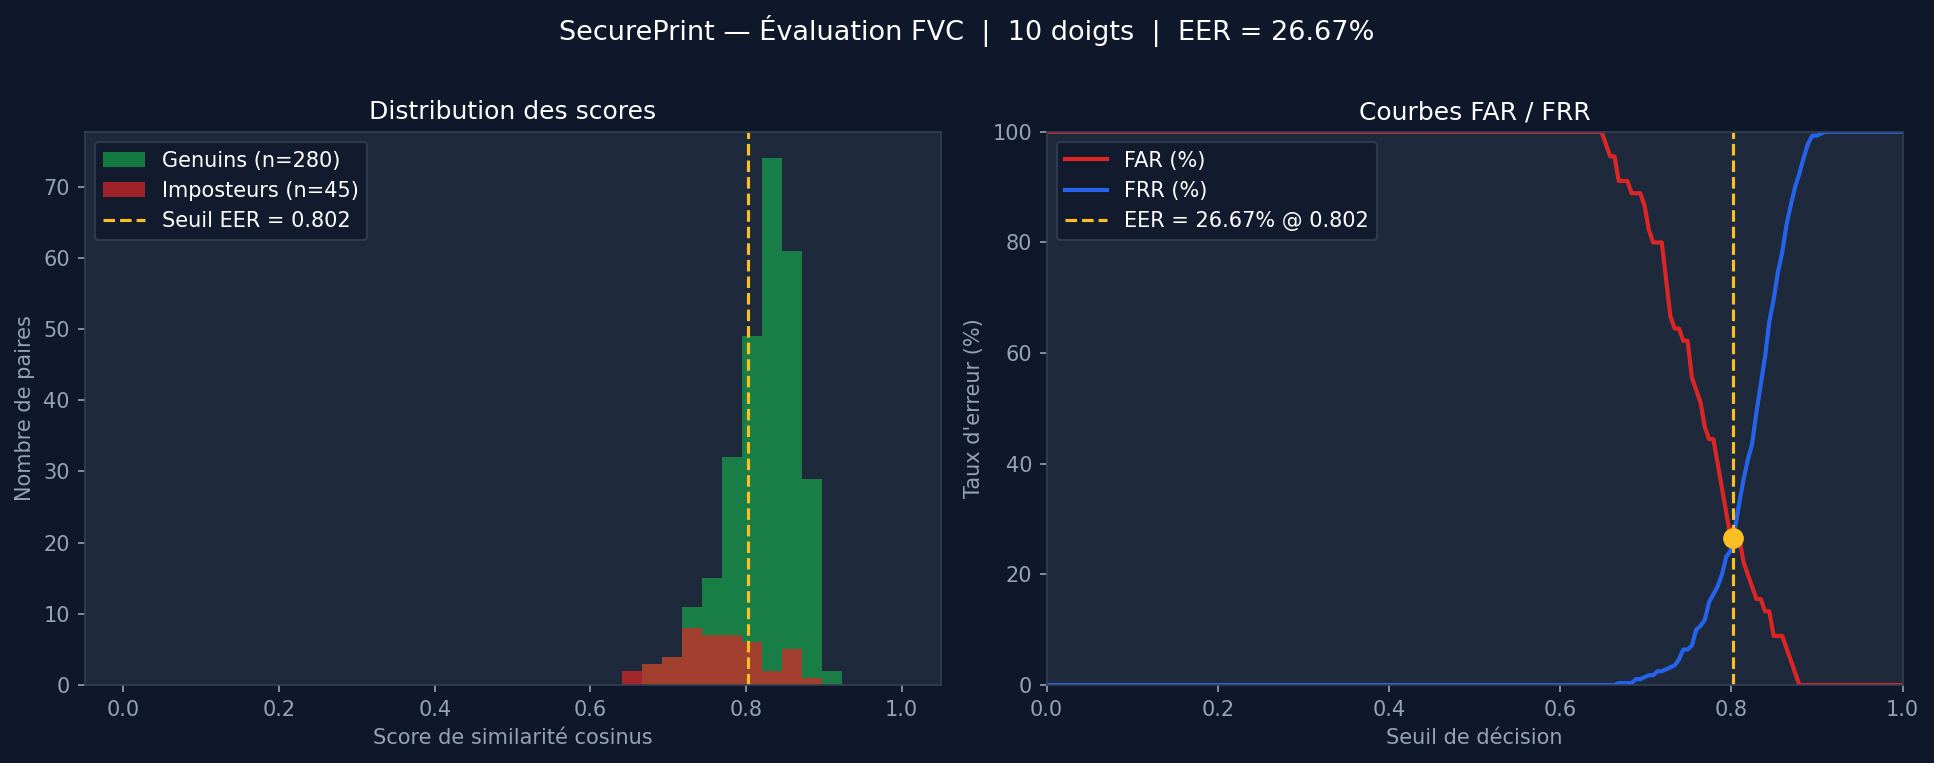 SecurePrint — Évaluation FVC | 10 doigts | EER = 26.67%
Distribution des scores
Genuins (n=280)
Imposteurs (n=45)
Seuil EER = 0.802
Nombre de paires
70
60
50
40
30
20
10
0
0.0 0.2 0.4 0.6 0.8 1.0
Score de similarité cosinus
Courbes FAR / FRR
FAR (%)
FRR (%)
EER = 26.67% @ 0.802
Taux d'erreur (%)
100
80
60
40
20
0
0.0 0.2 0.4 0.6 0.8 1.0
Seuil de décision